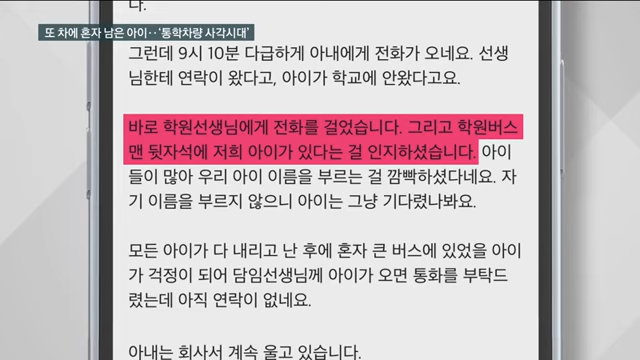 또 차에 혼자 남은 아이‥'통학차량 사각시대'
다.
그런데 9시 10분 다급하게 아내에게 전화가 오네요. 선생
님한테 연락이 왔다고, 아이가 학교에 안왔다고요.
바로 학원선생님에게 전화를 걸었습니다. 그리고 학원버스
맨 뒷자석에 저희 아이가 있다는 걸 인지하셨습니다. 아이
들이 많아 우리 아이 이름을 부르는 걸 깜빡하셨다네요. 자
기 이름을 부르지 않으니 아이는 그냥 기다렸나봐요.
모든 아이가 다 내리고 난 후에 혼자 큰 버스에 있었을 아이
가 걱정이 되어 담임선생님께 아이가 오면 통화를 부탁드
렸는데 아직 연락이 없네요.
아내는 회사서 계속 울고 있습니다.